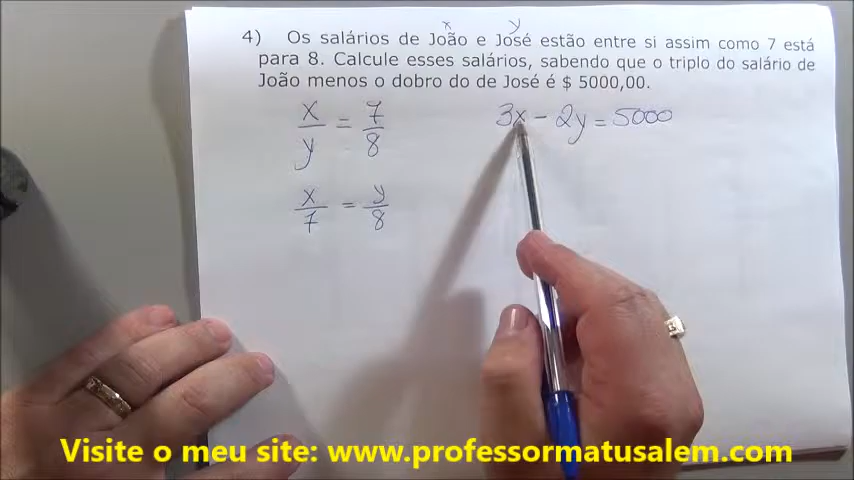 x y
4) Os salários de João e José estão entre si assim como 7 está
para 8. Calcule esses salários, sabendo que o triplo do salário de
João menos o dobro do de José é $ 5000,00.
x/y = 7/8 3x - 2y = 5000
x/7 = y/8
Visite o meu site: www.professormatusalem.com